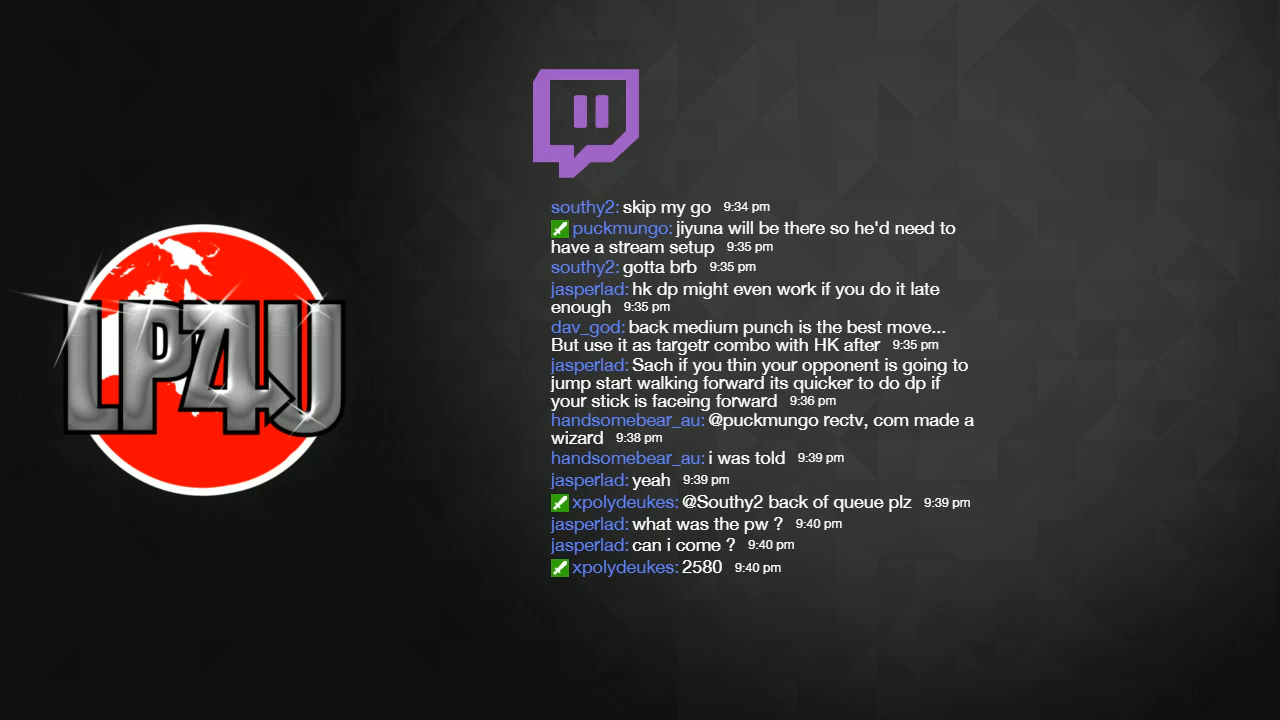 LP4U
southy2: skip my go 9:34 pm
puckmungo: jiyuna will be there so he'd need to
have a stream setup 9:35 pm
southy2: gotta brb 9:35 pm
jasperlad: hk dp might even work if you do it late
enough 9:35 pm
dav_god: back medium punch is the best move...
But use it as targetr combo with HK after 9:35 pm
jasperlad: Sach if you thin your opponent is going to
jump start walking forward its quicker to do dp if
your stick is faceing forward 9:36 pm
handsomebear_au: @puckmungo rectv, com made a
wizard 9:38 pm
handsomebear_au: i was told 9:39 pm
jasperlad: yeah 9:39 pm
xpolydeukes: @Southy2 back of queue plz 9:39 pm
jasperlad: what was the pw ? 9:40 pm
jasperlad: can i come ? 9:40 pm
xpolydeukes: 2580 9:40 pm